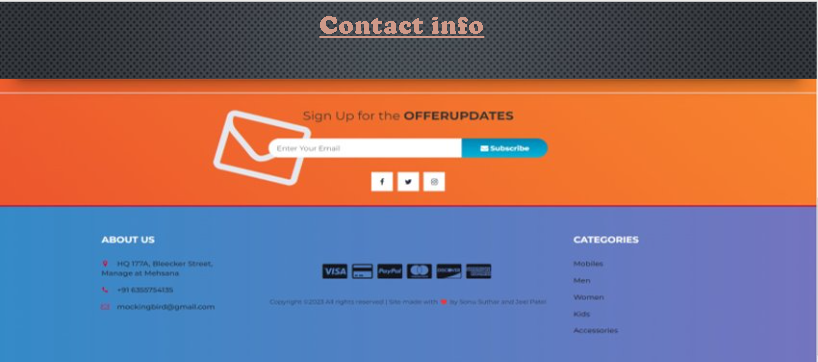 Contact info
Sign Up for the OFFERUPDATES
Enter Your Email
Subscribe
ABOUT US
HQ 177A, Bleecker Street,
Manage at Mehsana
+91 6355754135
mockingbird@gmail.com
VISA PayPal DISCOVER
Copyright ©2023 All rights reserved | Site made with by Sonu Suthar and Jeel Patel
CATEGORIES
Mobiles
Men
Women
Kids
Accessories